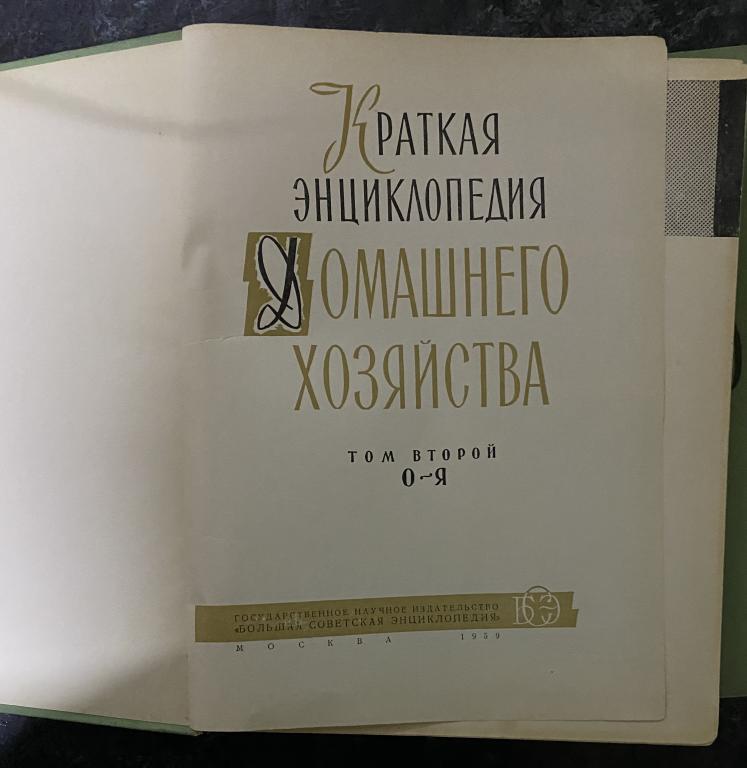 КРАТКАЯ
ЭНЦИКЛОПЕДИЯ
ДОМАШНЕГО
ХОЗЯЙСТВА
ТОМ ВТОРОЙ
О~Я
ГОСУДАРСТВЕННОЕ НАУЧНОЕ ИЗДАТЕЛЬСТВО
«БОЛЬШАЯ СОВЕТСКАЯ ЭНЦИКЛОПЕДИЯ»
БСЭ
МОСКВА 1959